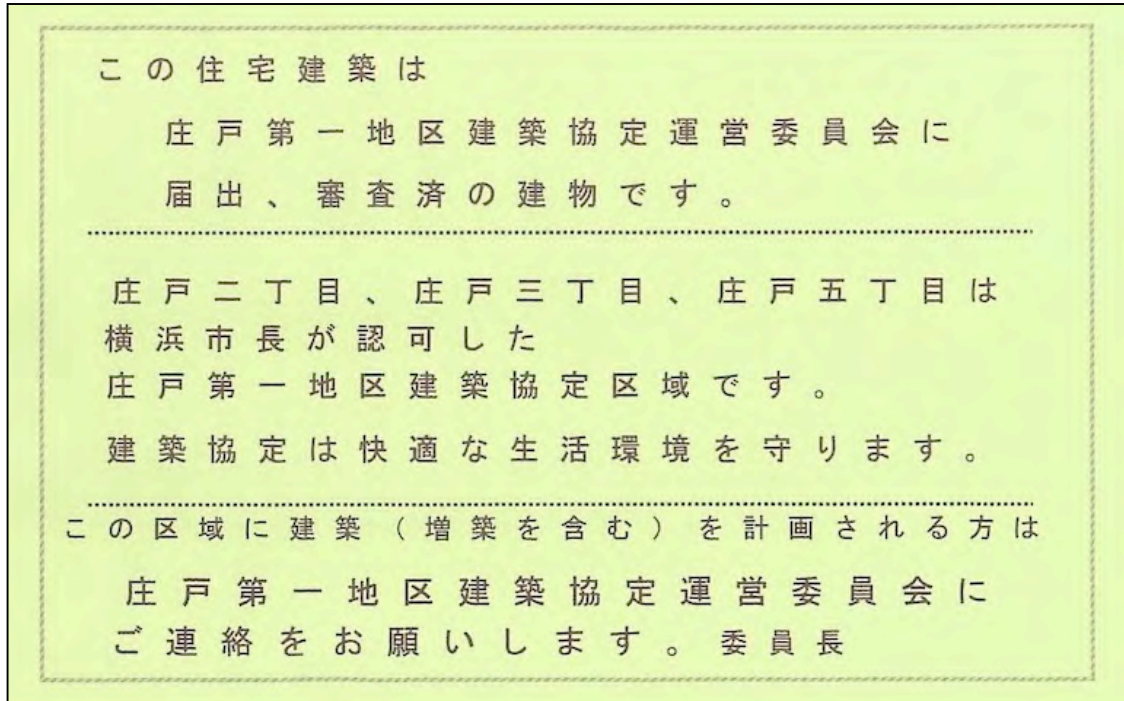 この住宅建築は
庄戸第一地区建築協定運営委員会に
届出、審査済の建物です。
庄戸二丁目、庄戸三丁目、庄戸五丁目は
横浜市長が認可した
庄戸第一地区建築協定区域です。
建築協定は快適な生活環境を守ります。
この区域に建築(増築を含む)を計画される方は
庄戸第一地区建築協定運営委員会に
ご連絡をお願いします。委員長